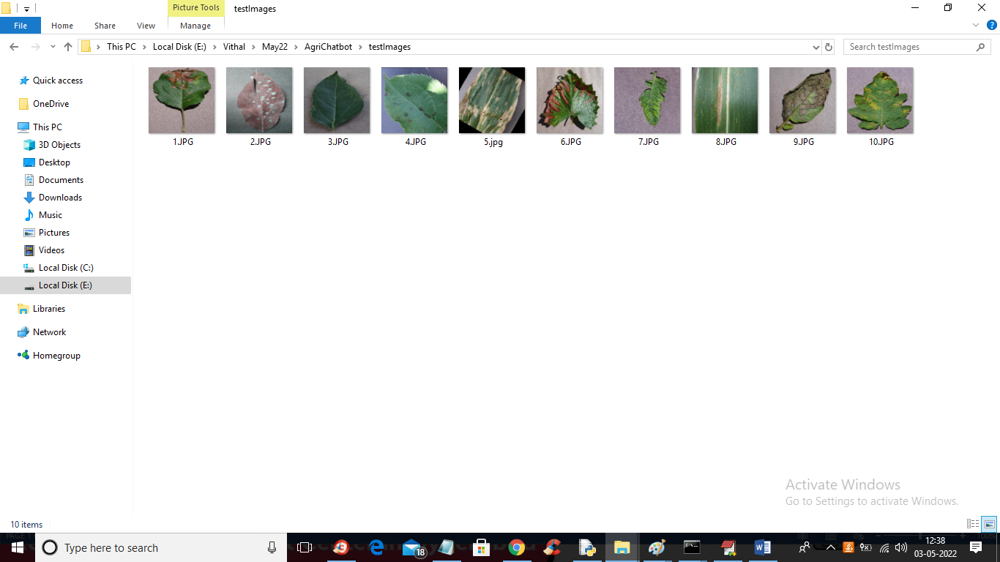 Picture Tools
testImages
File
Home
Share
View
Manage
This PC
Local Disk (E:)
Vithal
May22
AgriChatbot
testImages
Search testImages
Quick access
OneDrive
This PC
3D Objects
Desktop
Documents
Downloads
Music
Pictures
Videos
Local Disk (C:)
Local Disk (E:)
Libraries
Network
Homegroup
1.JPG
2.JPG
3.JPG
4.JPG
5.jpg
6.JPG
7.JPG
8.JPG
9.JPG
10.JPG
Activate Windows
Go to Settings to activate Windows.
10 items
Type here to search
18
100%
12:38
03-05-2022